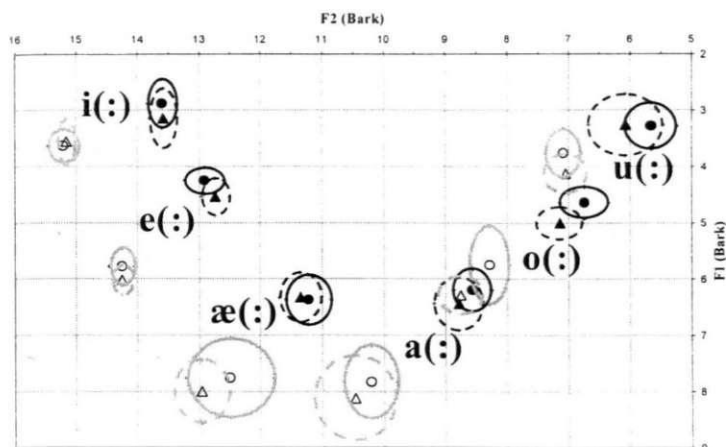 F2 (Bark)
16 15 14 13 12 11 10 9 8 7 6 5
2
3
i(:)
4
u(:)
e(:)
5
F1 (Bark)
o(:)
6
æ(:)
a(:)
7
8
9